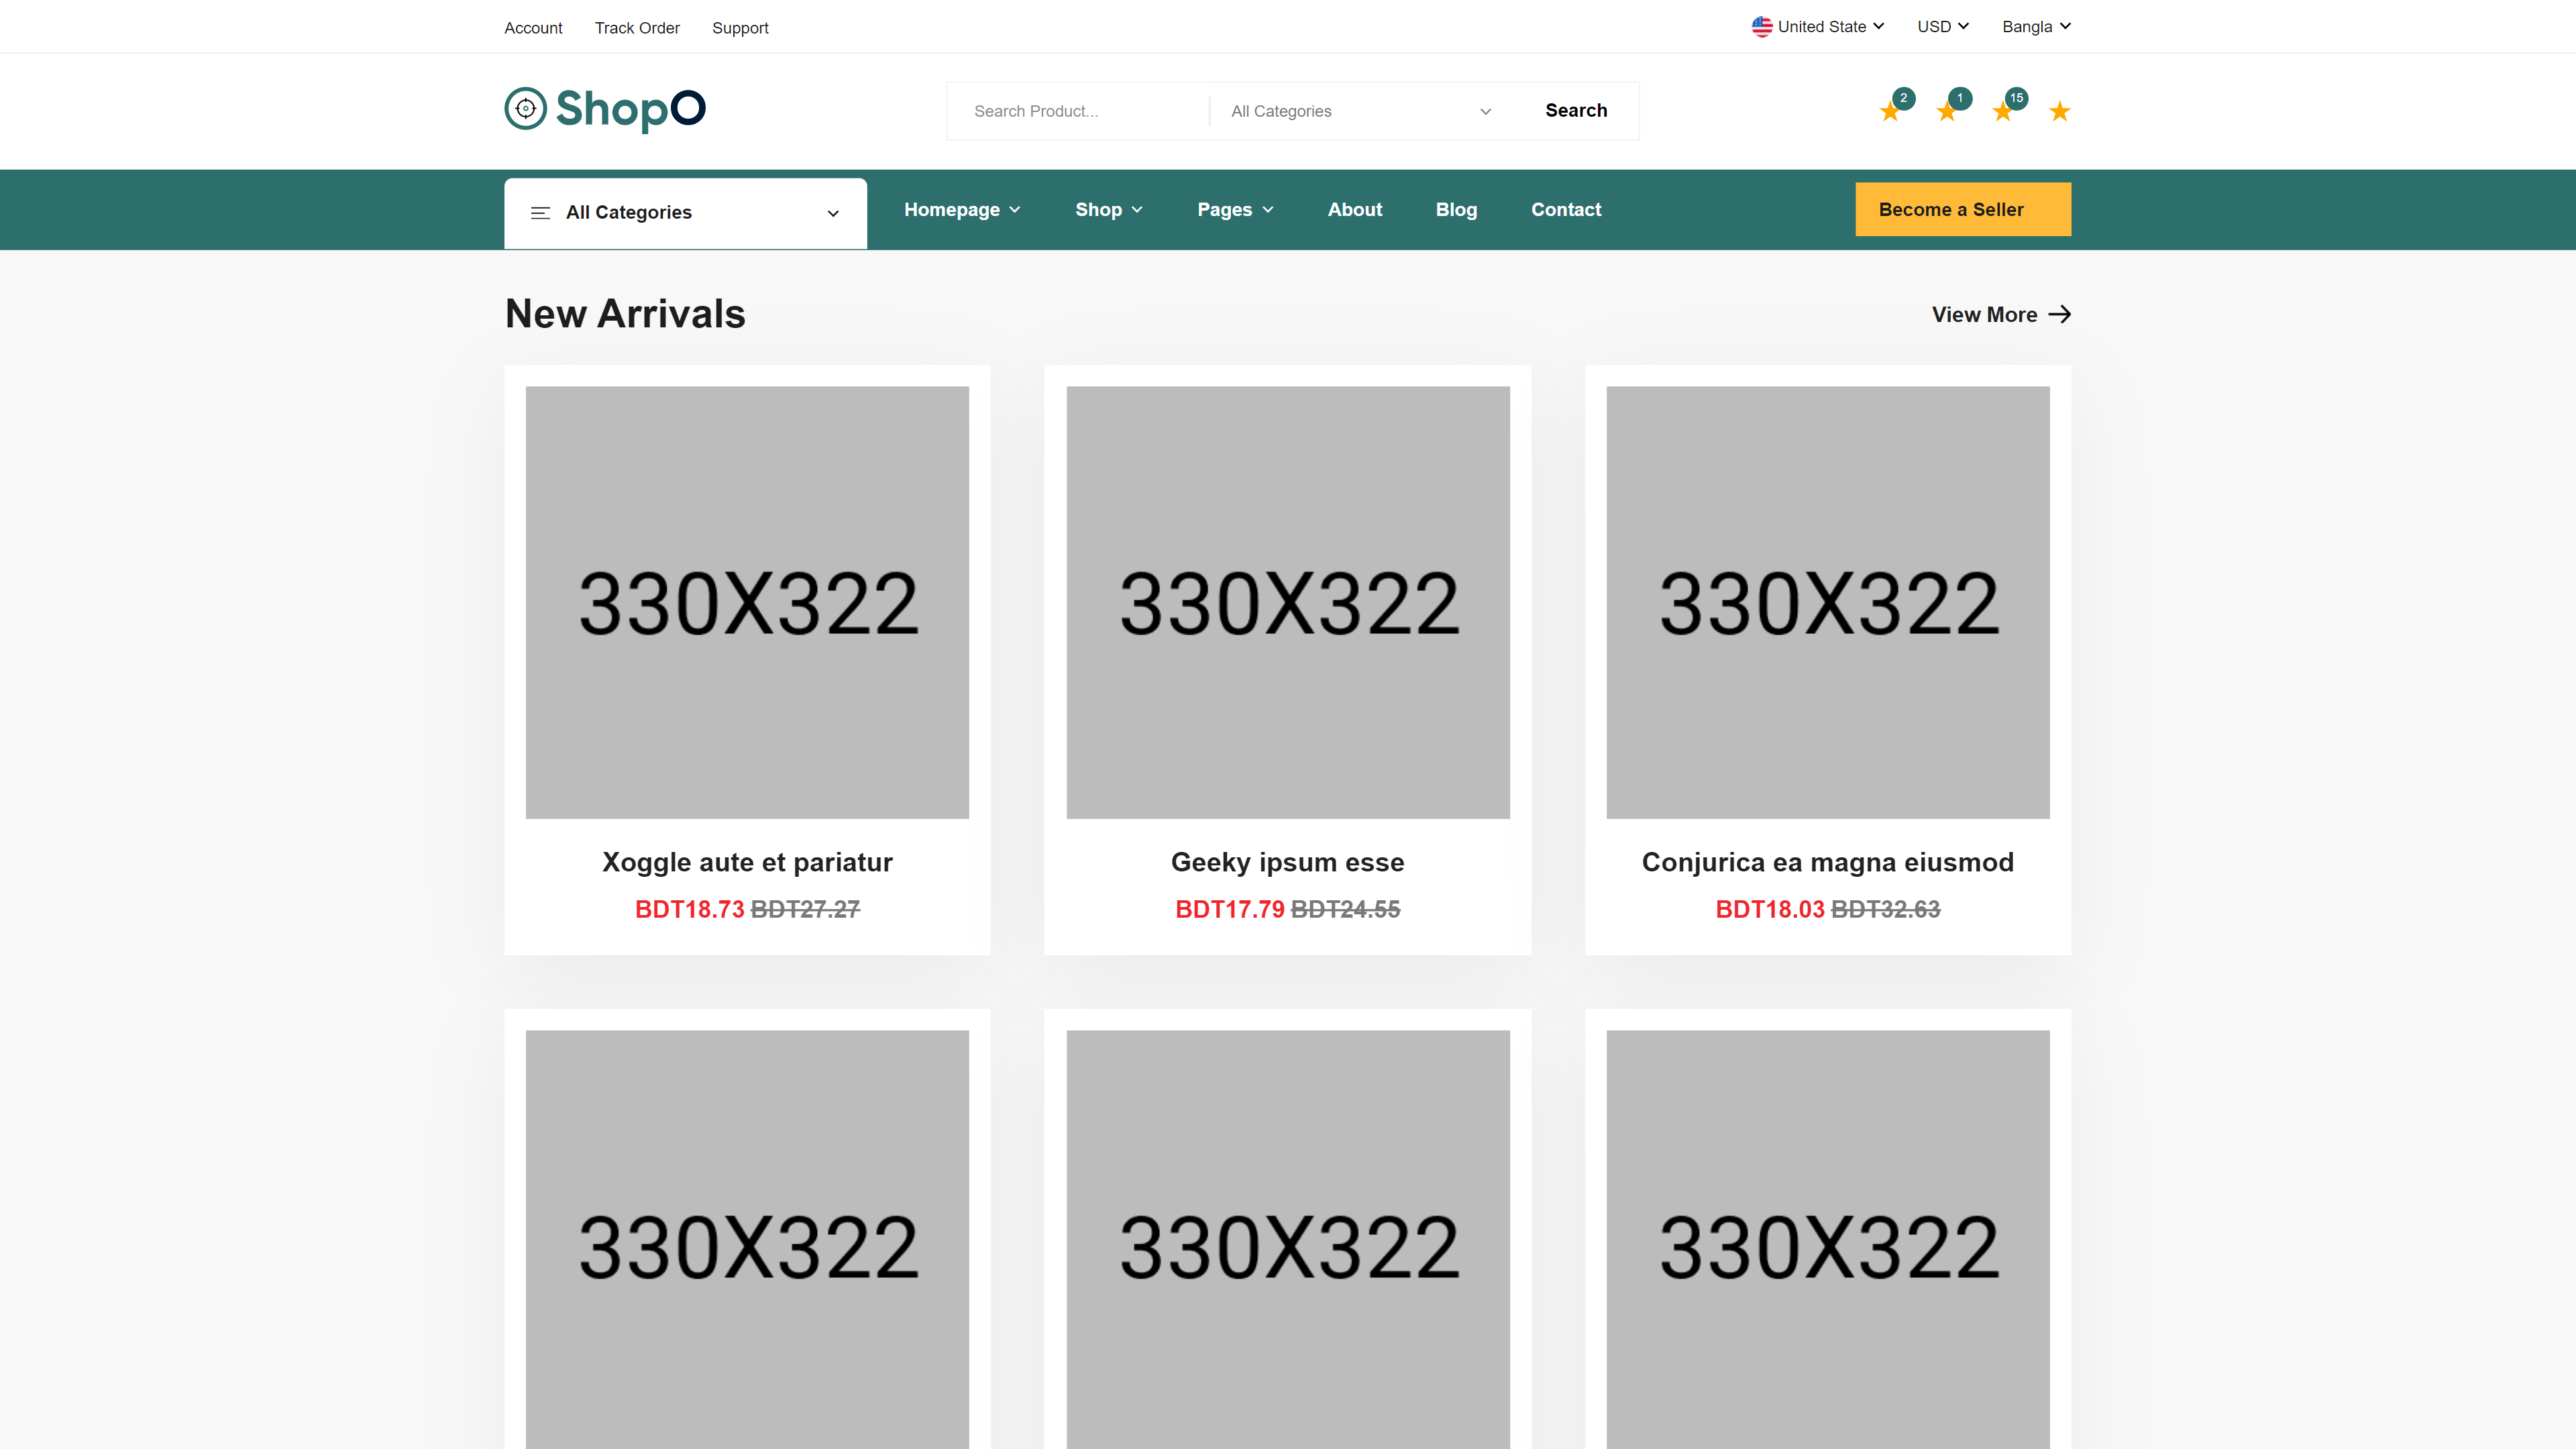 Account Track Order Support United State USD Bangla
ShopO Search Product... All Categories Search 2 1 15
All Categories Homepage Shop Pages About Blog Contact Become a Seller
New Arrivals View More
330X322 330X322 330X322
Xoggle aute et pariatur Geeky ipsum esse Conjurica ea magna eiusmod
BDT18.73 BDT27.27 BDT17.79 BDT24.55 BDT18.03 BDT32.63
330X322 330X322 330X322